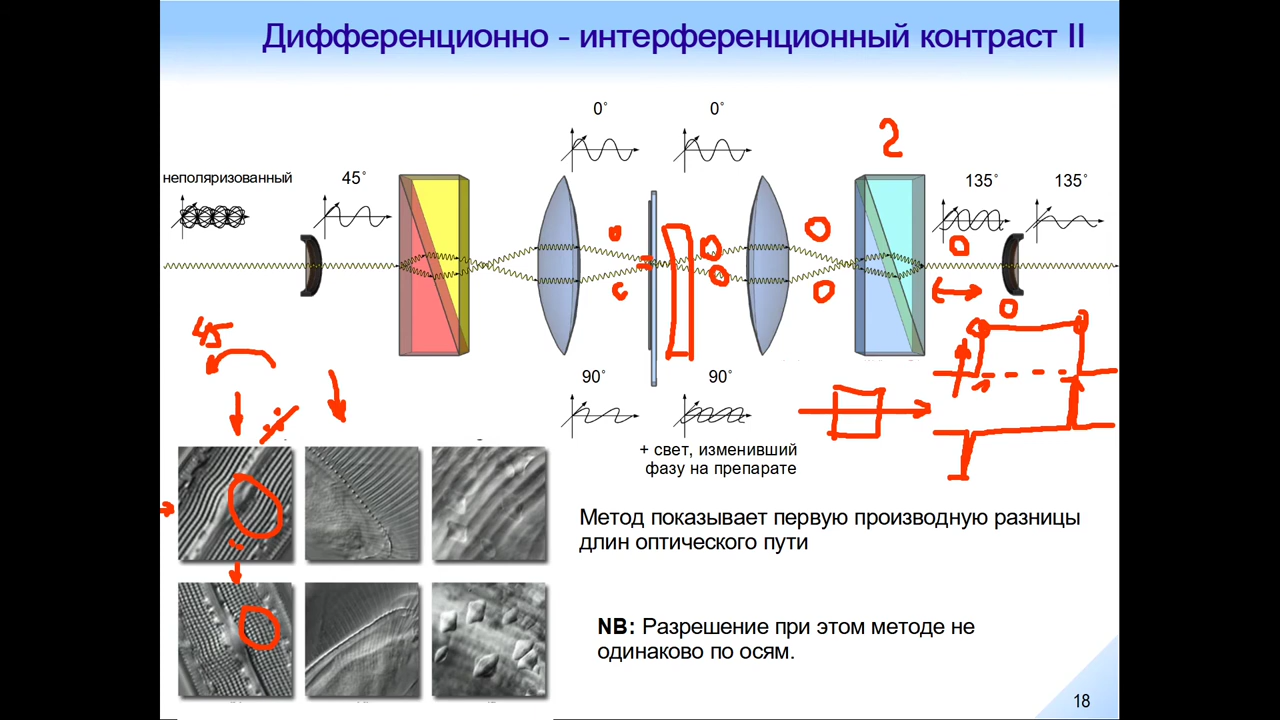 Дифференционно - интерференционный контраст II
0˚
0˚
2
неполяризованный
45˚
135˚
135˚
45
90˚
90˚
+ свет, изменивший
фазу на препарате
Метод показывает первую производную разницы
длин оптического пути
NB: Разрешение при этом методе не
одинаково по осям.
18